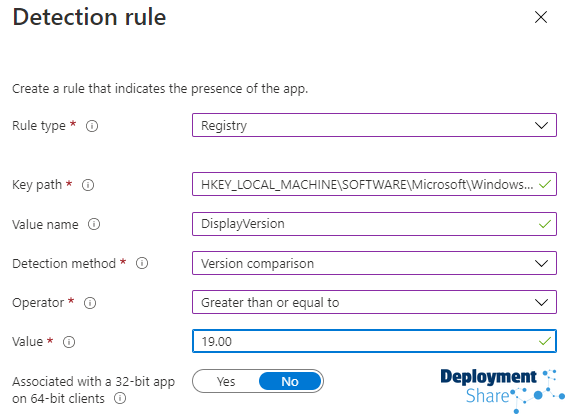 Detection rule
Create a rule that indicates the presence of the app.
Rule type * Registry
Key path * HKEY_LOCAL_MACHINE\SOFTWARE\Microsoft\Windows...
Value name DisplayVersion
Detection method * Version comparison
Operator * Greater than or equal to
Value * 19.00
Associated with a 32-bit app
on 64-bit clients Yes No
Deployment
Share